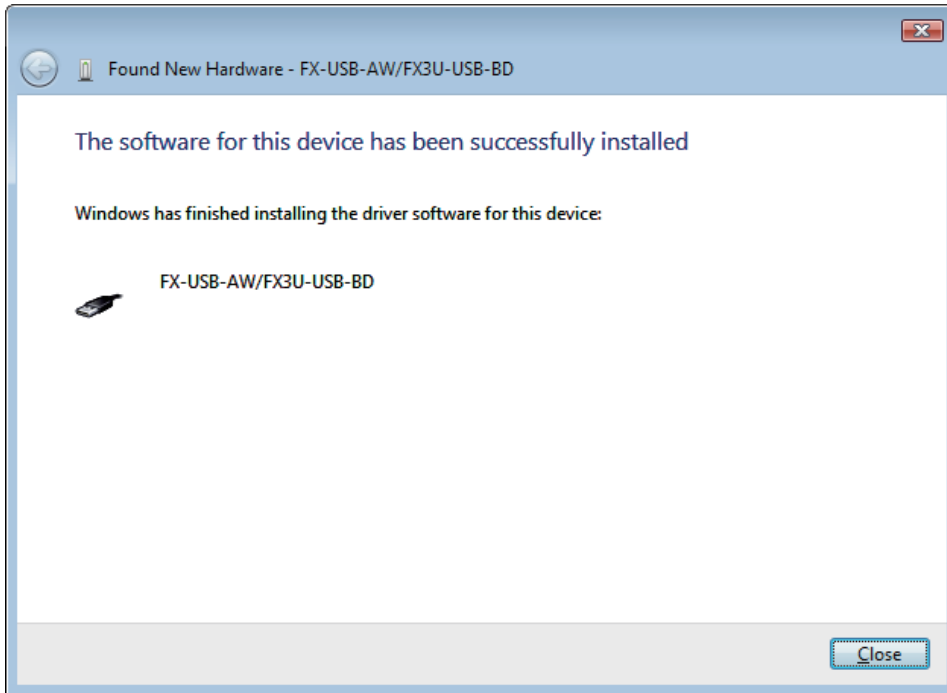 Found New Hardware - FX-USB-AW/FX3U-USB-BD
The software for this device has been successfully installed
Windows has finished installing the driver software for this device:
FX-USB-AW/FX3U-USB-BD
Close